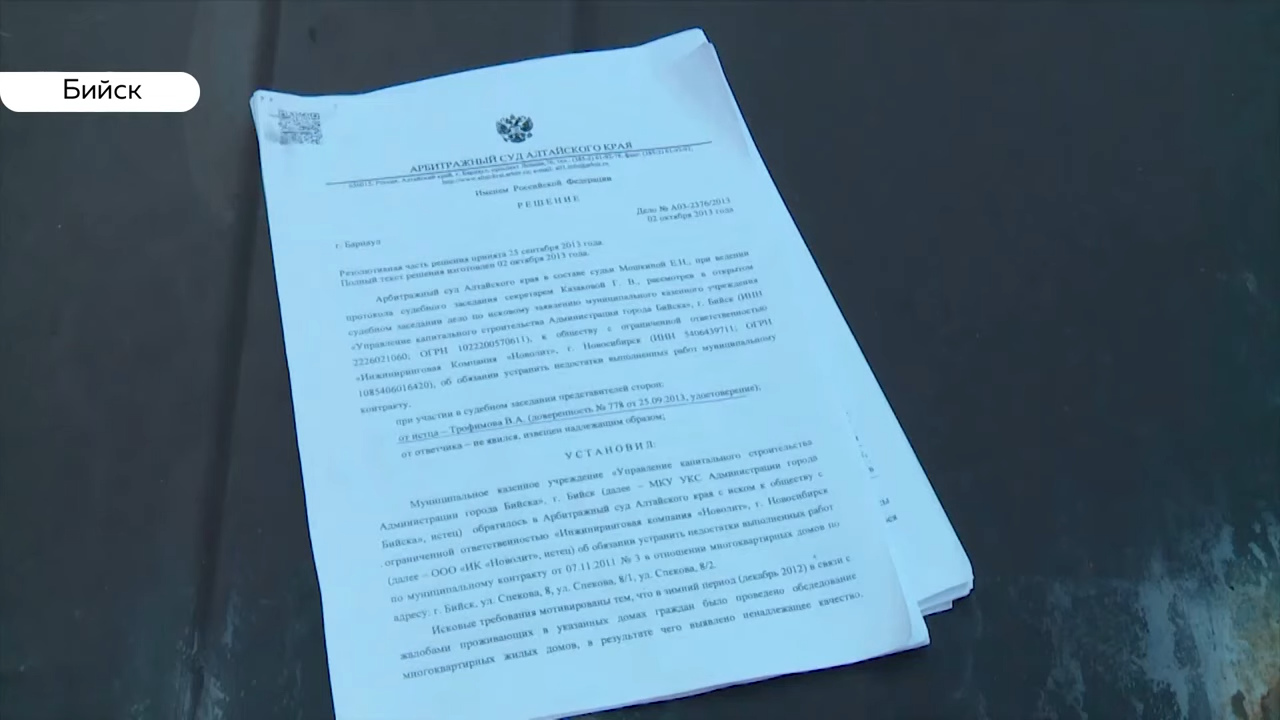 Бийск
АРБИТРАЖНЫЙ СУД АЛТАЙСКОГО КРАЯ
Именем Российской Федерации
РЕШЕНИЕ
Дело № А03-2376/2013
02 октября 2013 года
г. Барнаул
Резолютивная часть решения принята 25 сентября 2013 года.
Полный текст решения изготовлен 02 октября 2013 года.
Арбитражный суд Алтайского края в составе судьи Мошкиной Е.Н., при ведении
протокола судебного заседания секретарем Казаковой Г. В., рассмотрев в открытом
судебном заседании дело по исковому заявлению муниципального казенного учреждения
«Управление капитального строительства Администрации города Бийска», г. Бийск (ИНН
2226021060; ОГРН 1022200570611), к обществу с ограниченной ответственностью
«Инжиниринговая Компания «Новолит», г. Новосибирск (ИНН 5406439711; ОГРН
1085406016420), об обязании устранить недостатки выполненных работ муниципальному
контракту.
при участии в судебном заседании представителей сторон:
от истца – Трофимова В.А. (доверенность № 778 от 25.09.2013, удостоверение);
от ответчика – не явился, извещен надлежащим образом;
УСТАНОВИЛ:
Муниципальное казенное учреждение «Управление капитального строительства
Администрации города Бийска», г. Бийск (далее – МКУ УКС Администрации города
Бийска», истец) обратилось в Арбитражный суд Алтайского края с иском к обществу с
ограниченной ответственностью «Инжиниринговая компания «Новолит», г. Новосибирск
(далее – ООО «ИК «Новолит», истец) об обязании устранить недостатки выполненных работ
по муниципальному контракту от 07.11.2011 № 3 в отношении многоквартирных домов по
адресу: г. Бийск, ул. Спекова, 8, ул. Спекова, 8/1, ул. Спекова, 8/2.
Исковые требования мотивированы тем, что в зимний период (декабрь 2012) в связи с
жалобами проживающих в указанных домах граждан было проведено обследование
многоквартирных жилых домов, в результате чего выявлено ненадлежащее качество.